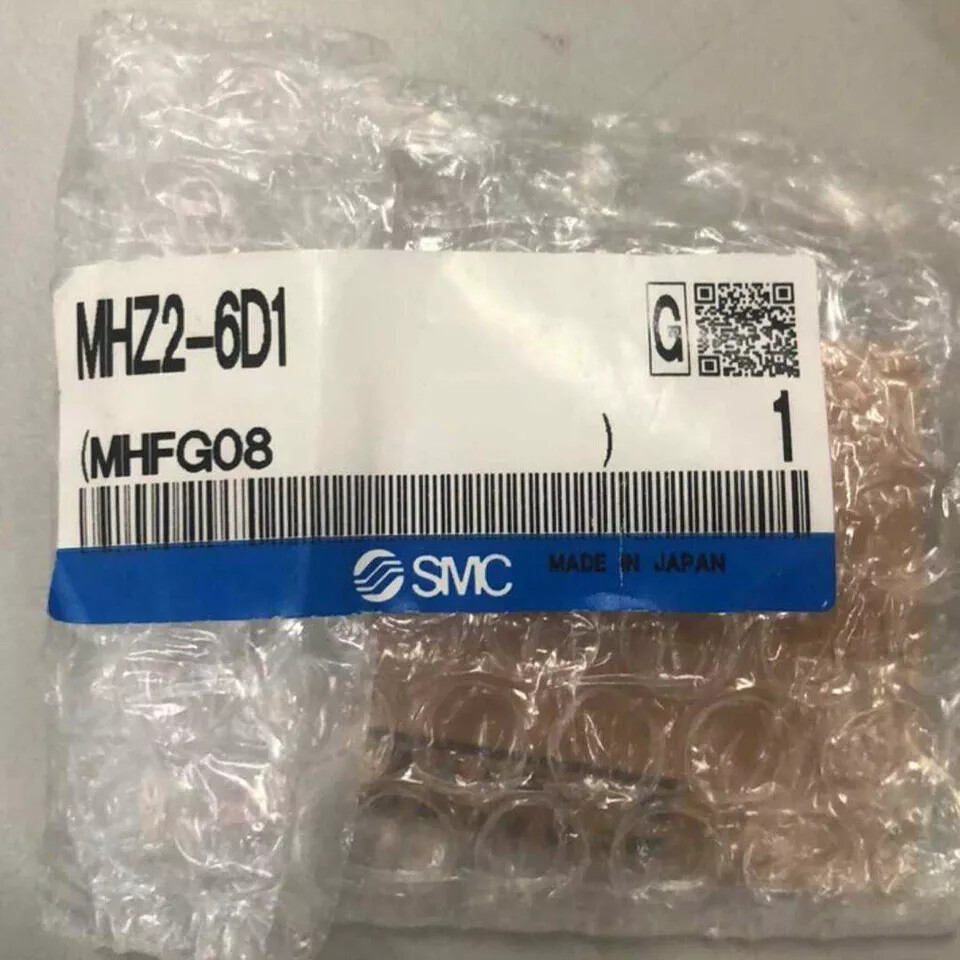 MHZ2-6D1
G
(MHFG08 )
1
SMC MADE IN JAPAN